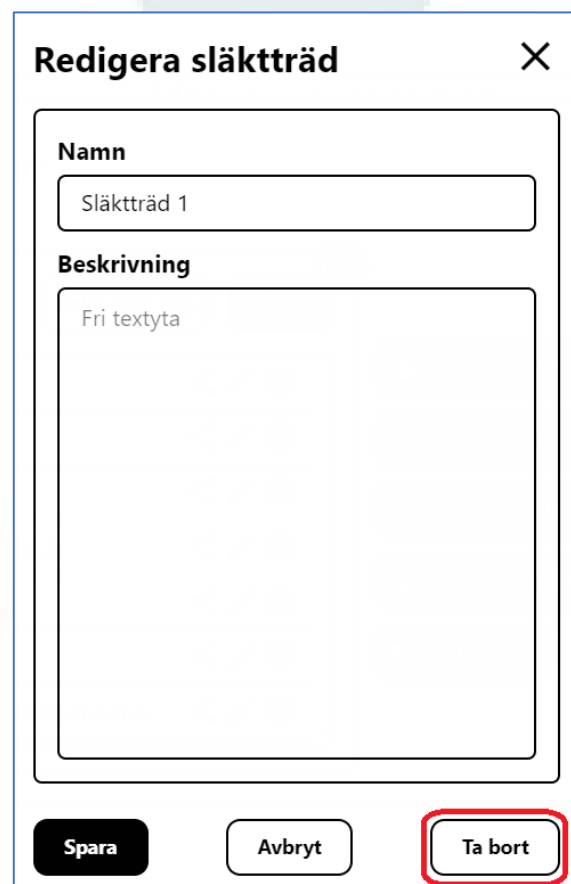 Redigera släktträd
Namn
Släktträd 1
Beskrivning
Fri textyta
Spara
Avbryt
Ta bort